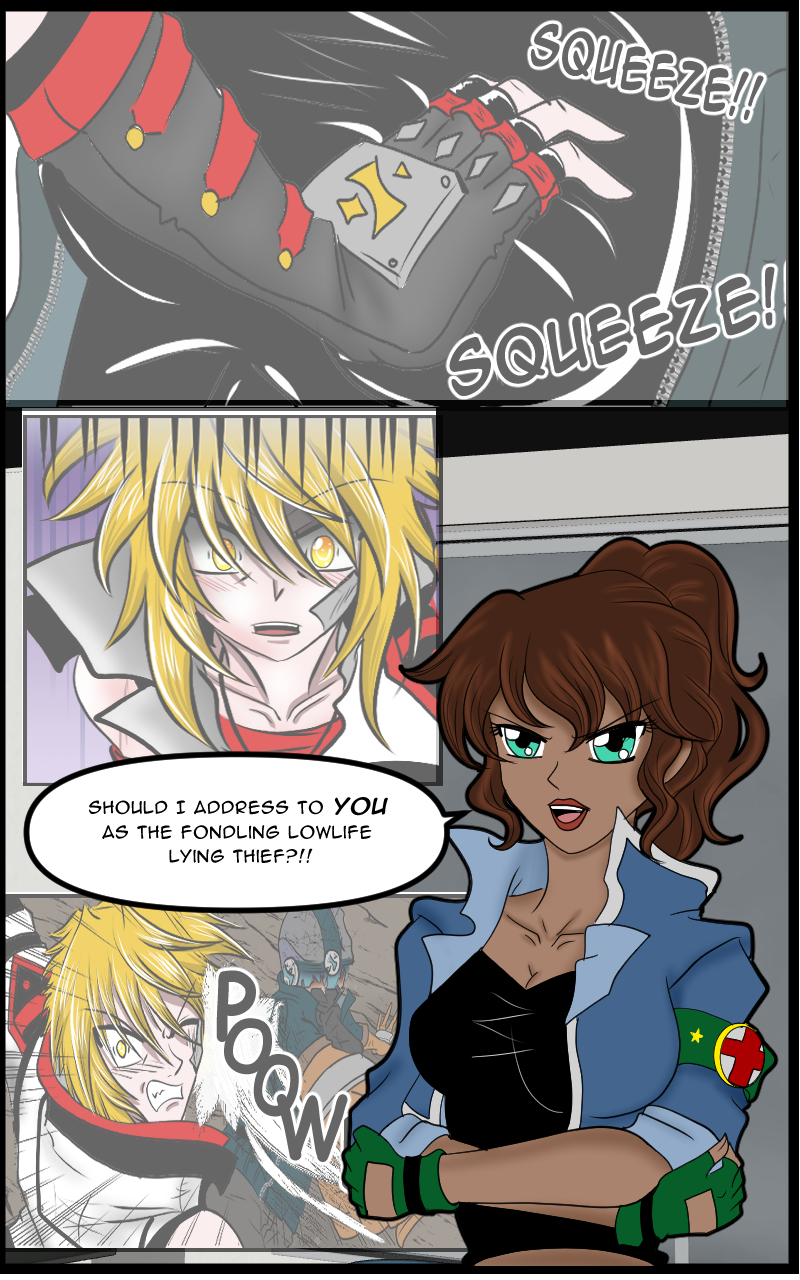 SQUEEZE!!
SQUEEZE!
SHOULD I ADDRESS TO YOU
AS THE FONDLING LOWLIFE
LYING THIEF?!!
POOW